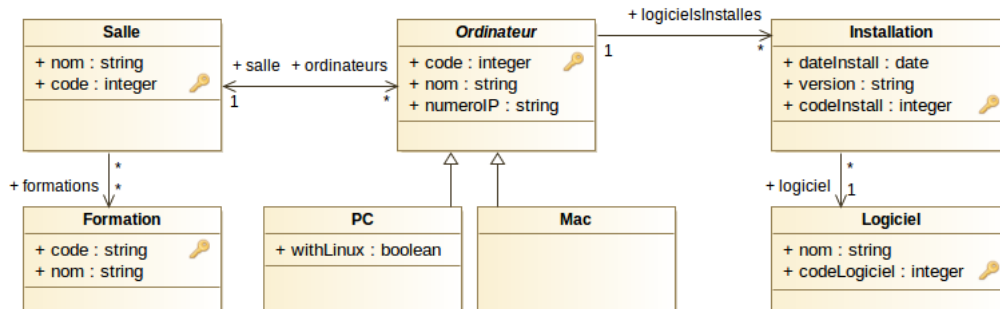 Salle
+ nom : string
+ code : integer
+ salle
+ ordinateurs
1
*
Ordinateur
+ code : integer
+ nom : string
+ numeroIP : string
+ logicielsInstalles
1
*
Installation
+ dateInstall : date
+ version : string
+ codeInstall : integer
*
*
+ formations
Formation
+ code : string
+ nom : string
PC
+ withLinux : boolean
Mac
*
+ logiciel
1
Logiciel
+ nom : string
+ codeLogiciel : integer